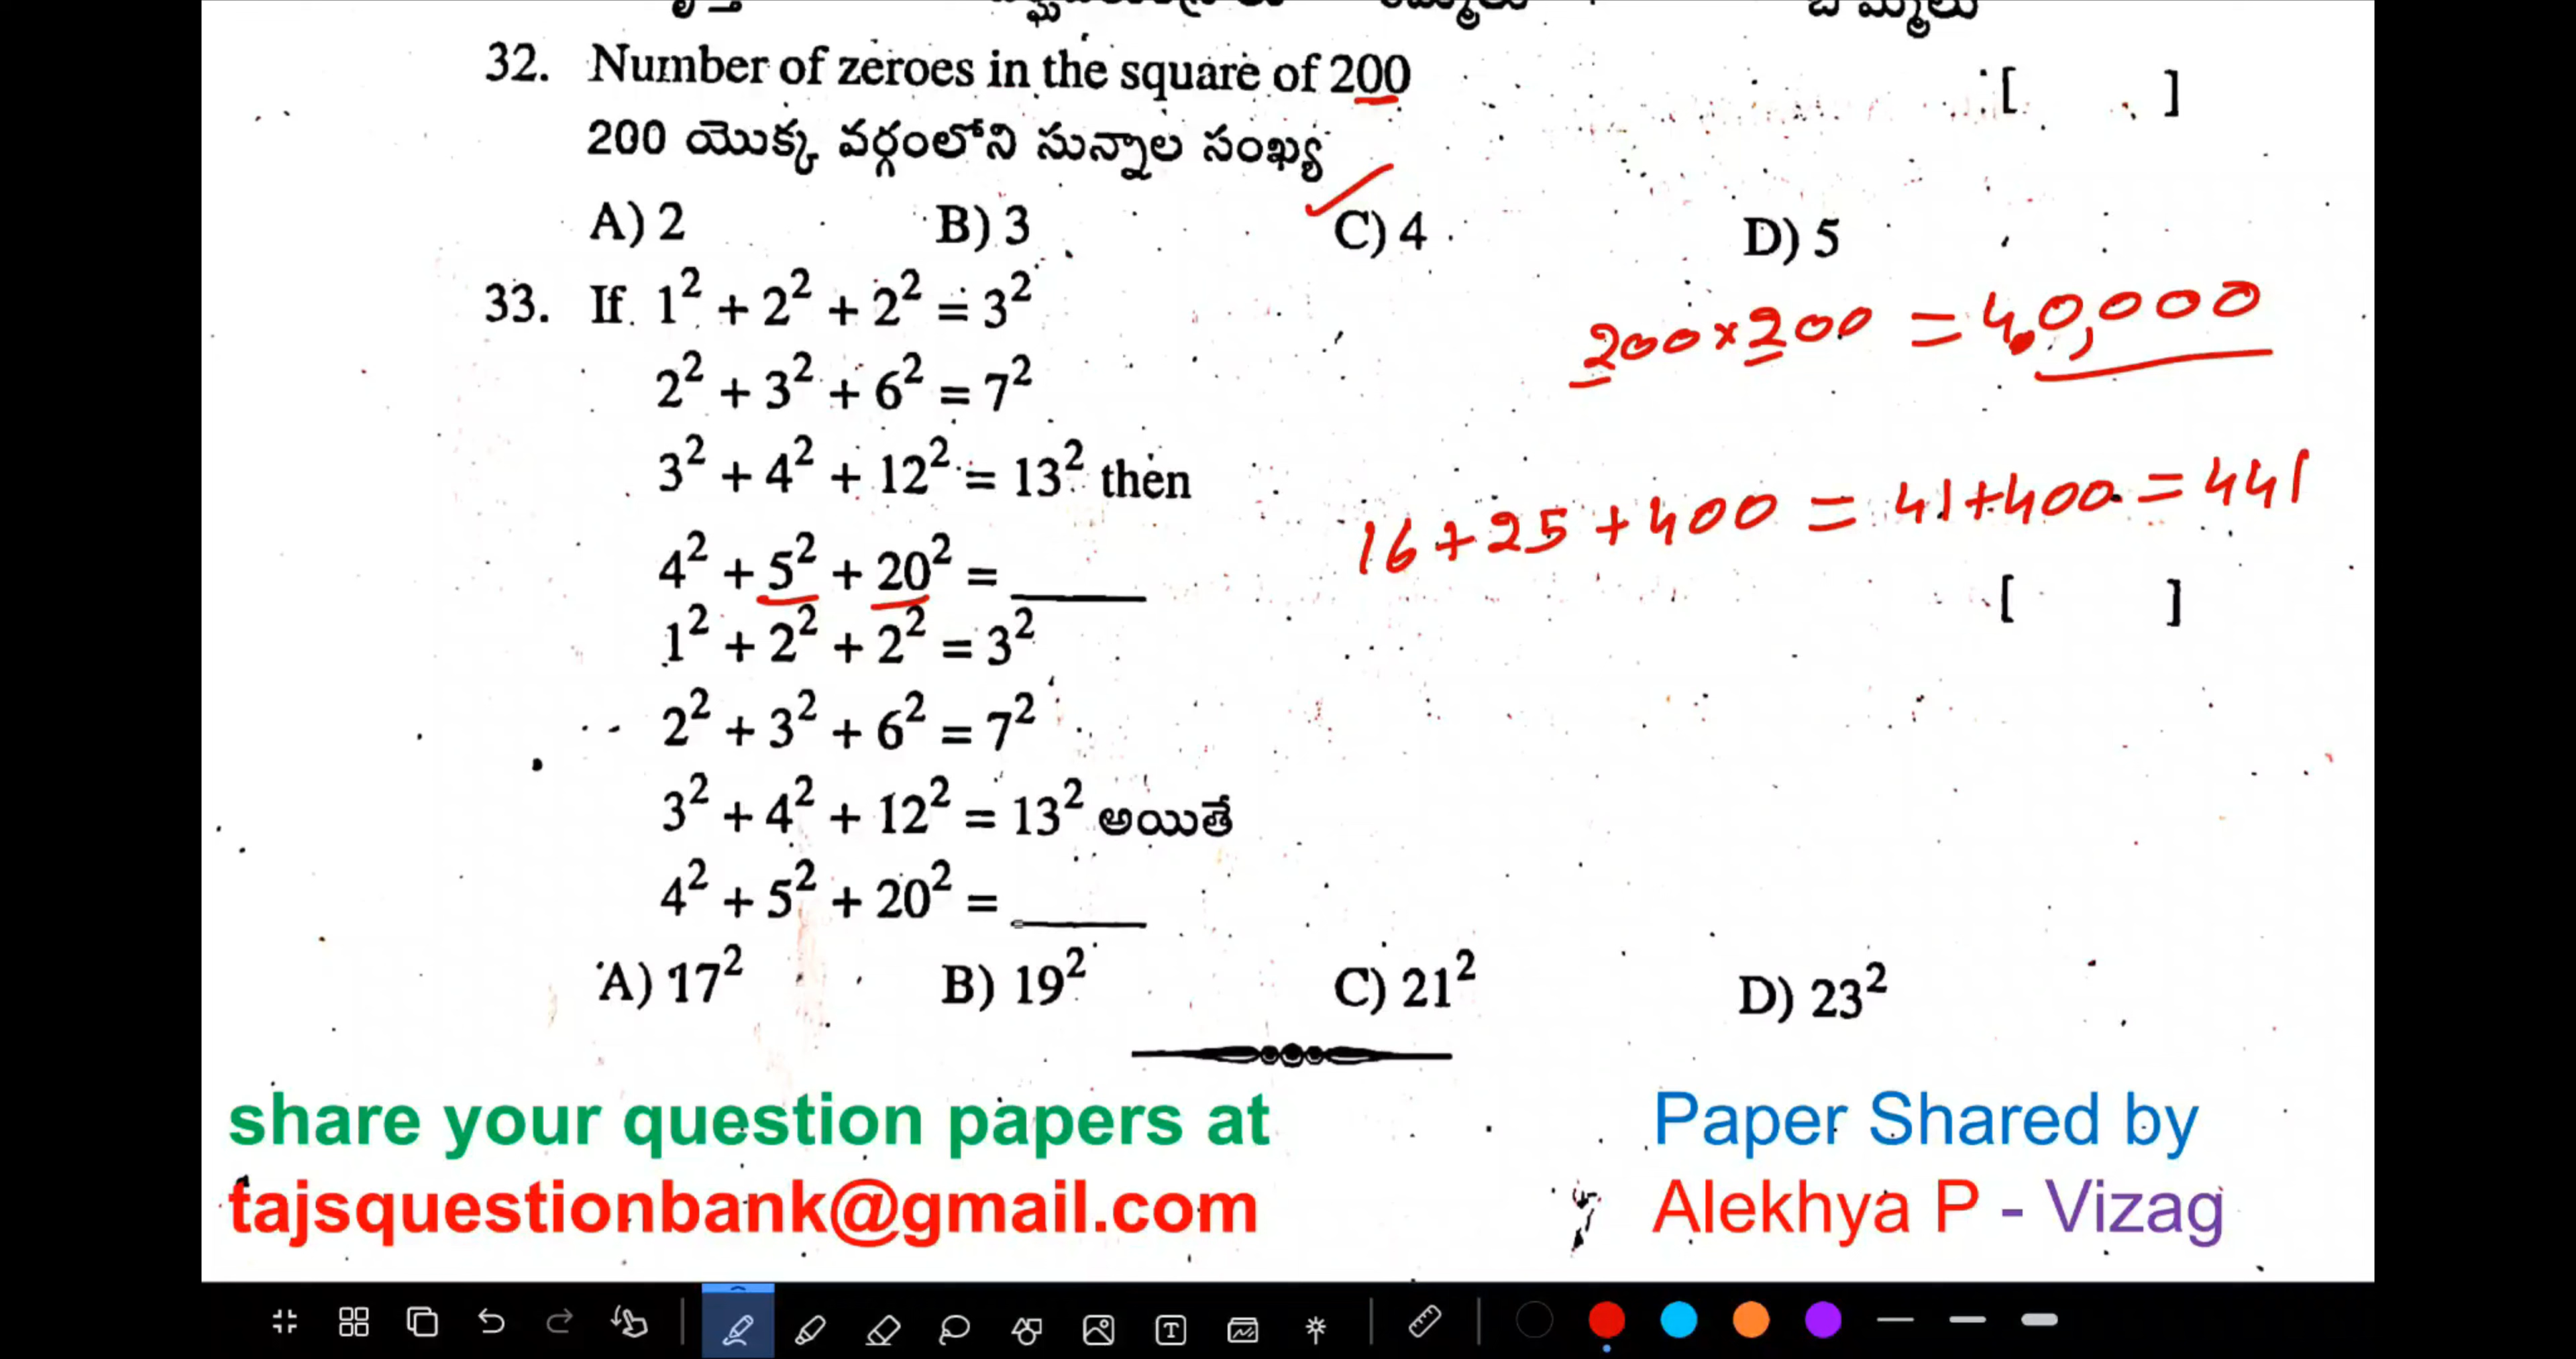 32. Number of zeroes in the square of 200 [ ]
200 యొక్క వర్గంలోని సున్నాల సంఖ్య
A) 2 B) 3 C) 4 D) 5
33. If 1² + 2² + 2² = 3²
200×200 = 40,000
2² + 3² + 6² = 7²
3² + 4² + 12² = 13² then
16+25+400 = 41+400 = 441
4² + 5² + 20² = ______ [ ]
1² + 2² + 2² = 3²
2² + 3² + 6² = 7²
3² + 4² + 12² = 13² అయితే
4² + 5² + 20² = ______
A) 17² B) 19² C) 21² D) 23²
share your question papers at
tajsquestionbank@gmail.com
Paper Shared by
Alekhya P - Vizag